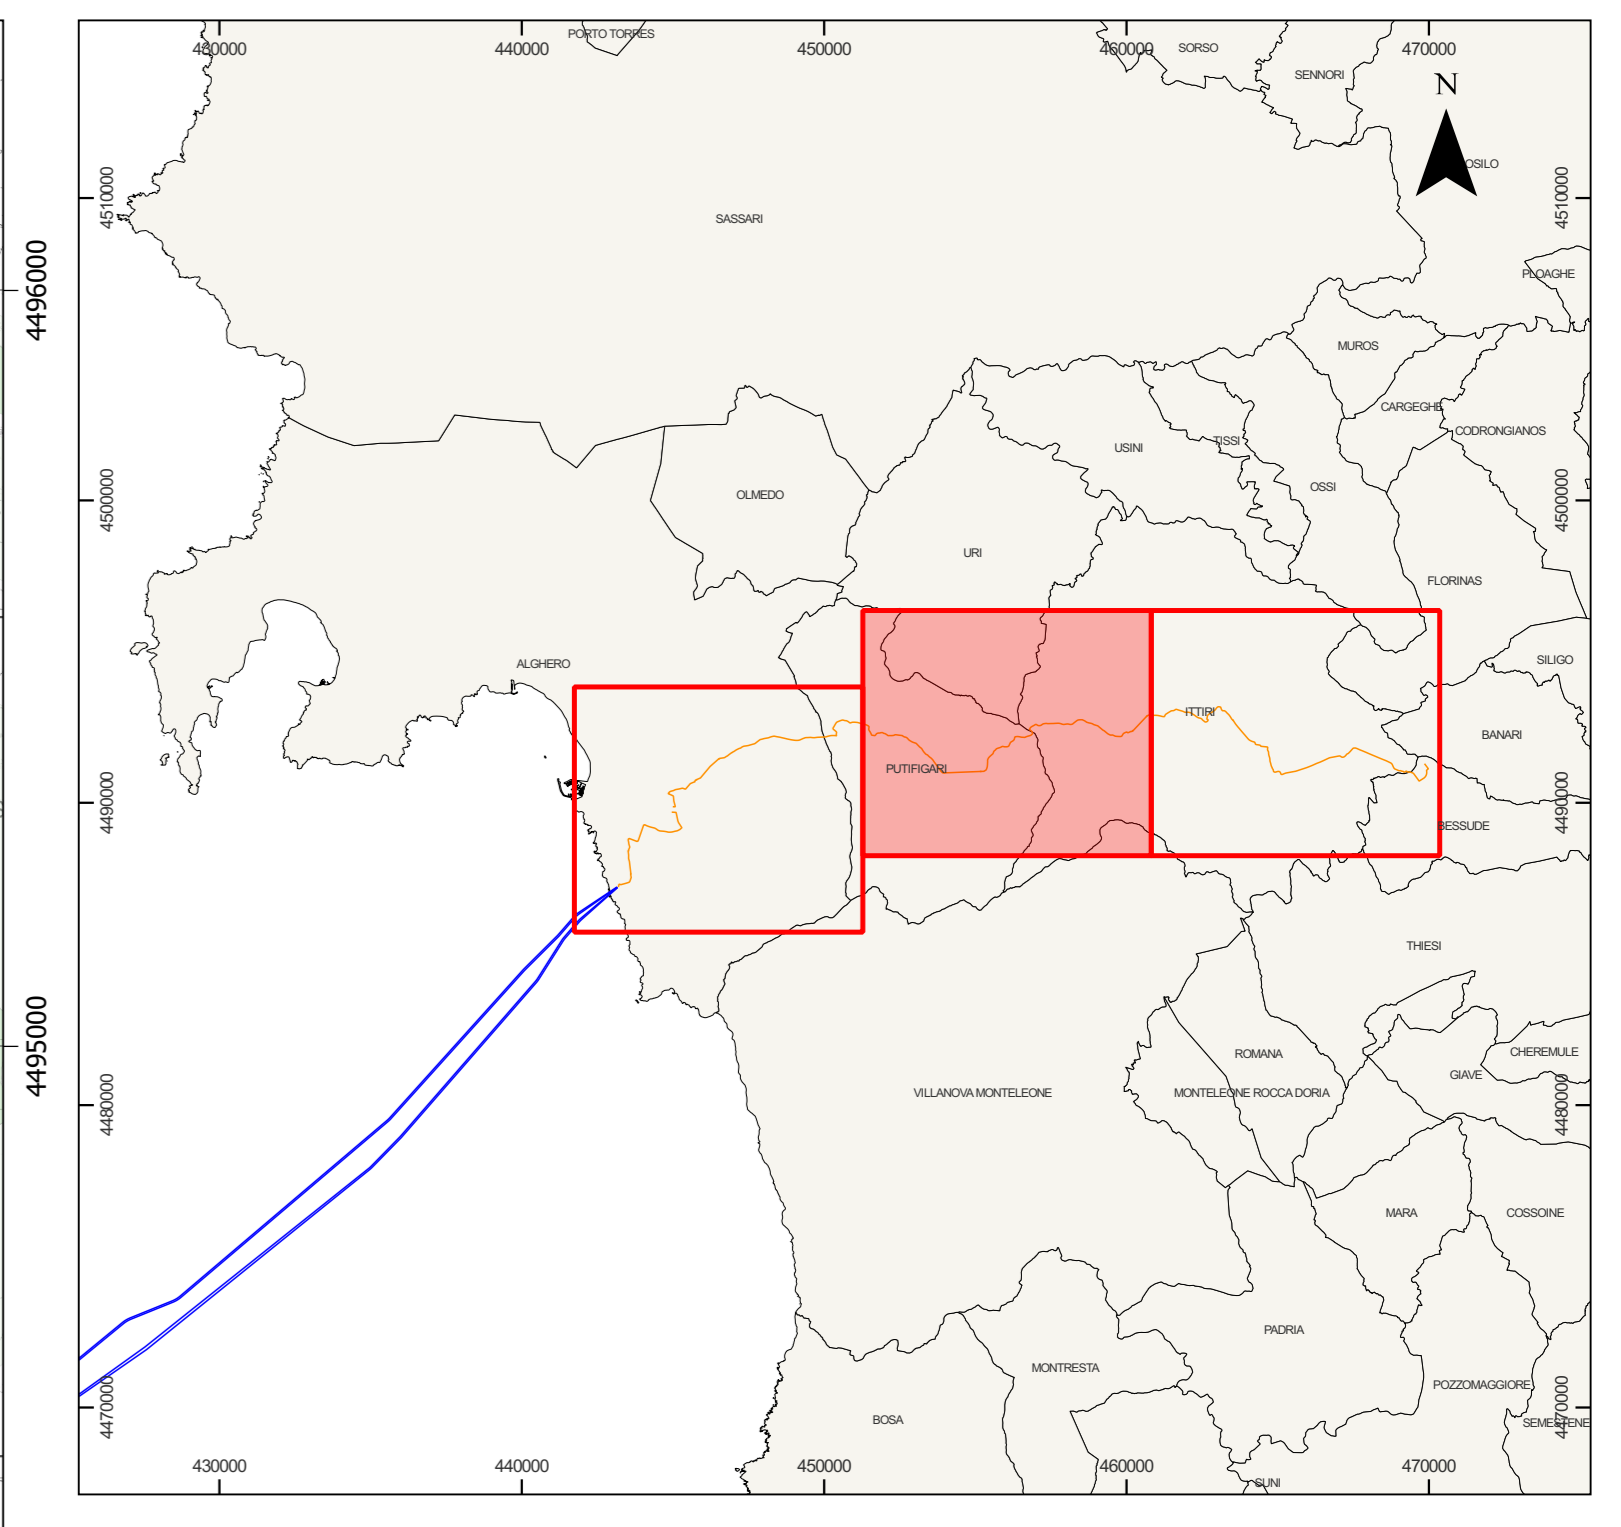 PORTO TORRES
430000 440000 450000 460000 470000
SORSO
SENNORI
N
OSILO
4510000 4510000
SASSARI
4496000
PLOAGHE
MUROS
CARGEGHE
CODRONGIANOS
USINI
TISSI
OSSI
OLMEDO
4500000 4500000
URI
FLORINAS
ALGHERO
SILIGO
ITTIRI
BANARI
PUTIFIGARI
4490000 4490000
BESSUDE
THIESI
4495000
ROMANA
CHEREMULE
GIAVE
VILLANOVA MONTELEONE
MONTELEONE ROCCA DORIA
4480000 4480000
MARA
COSSOINE
PADRIA
MONTRESTA
POZZOMAGGIORE
4470000 4470000
BOSA
SEMESTENE
430000 440000 450000 460000 470000
SUNI